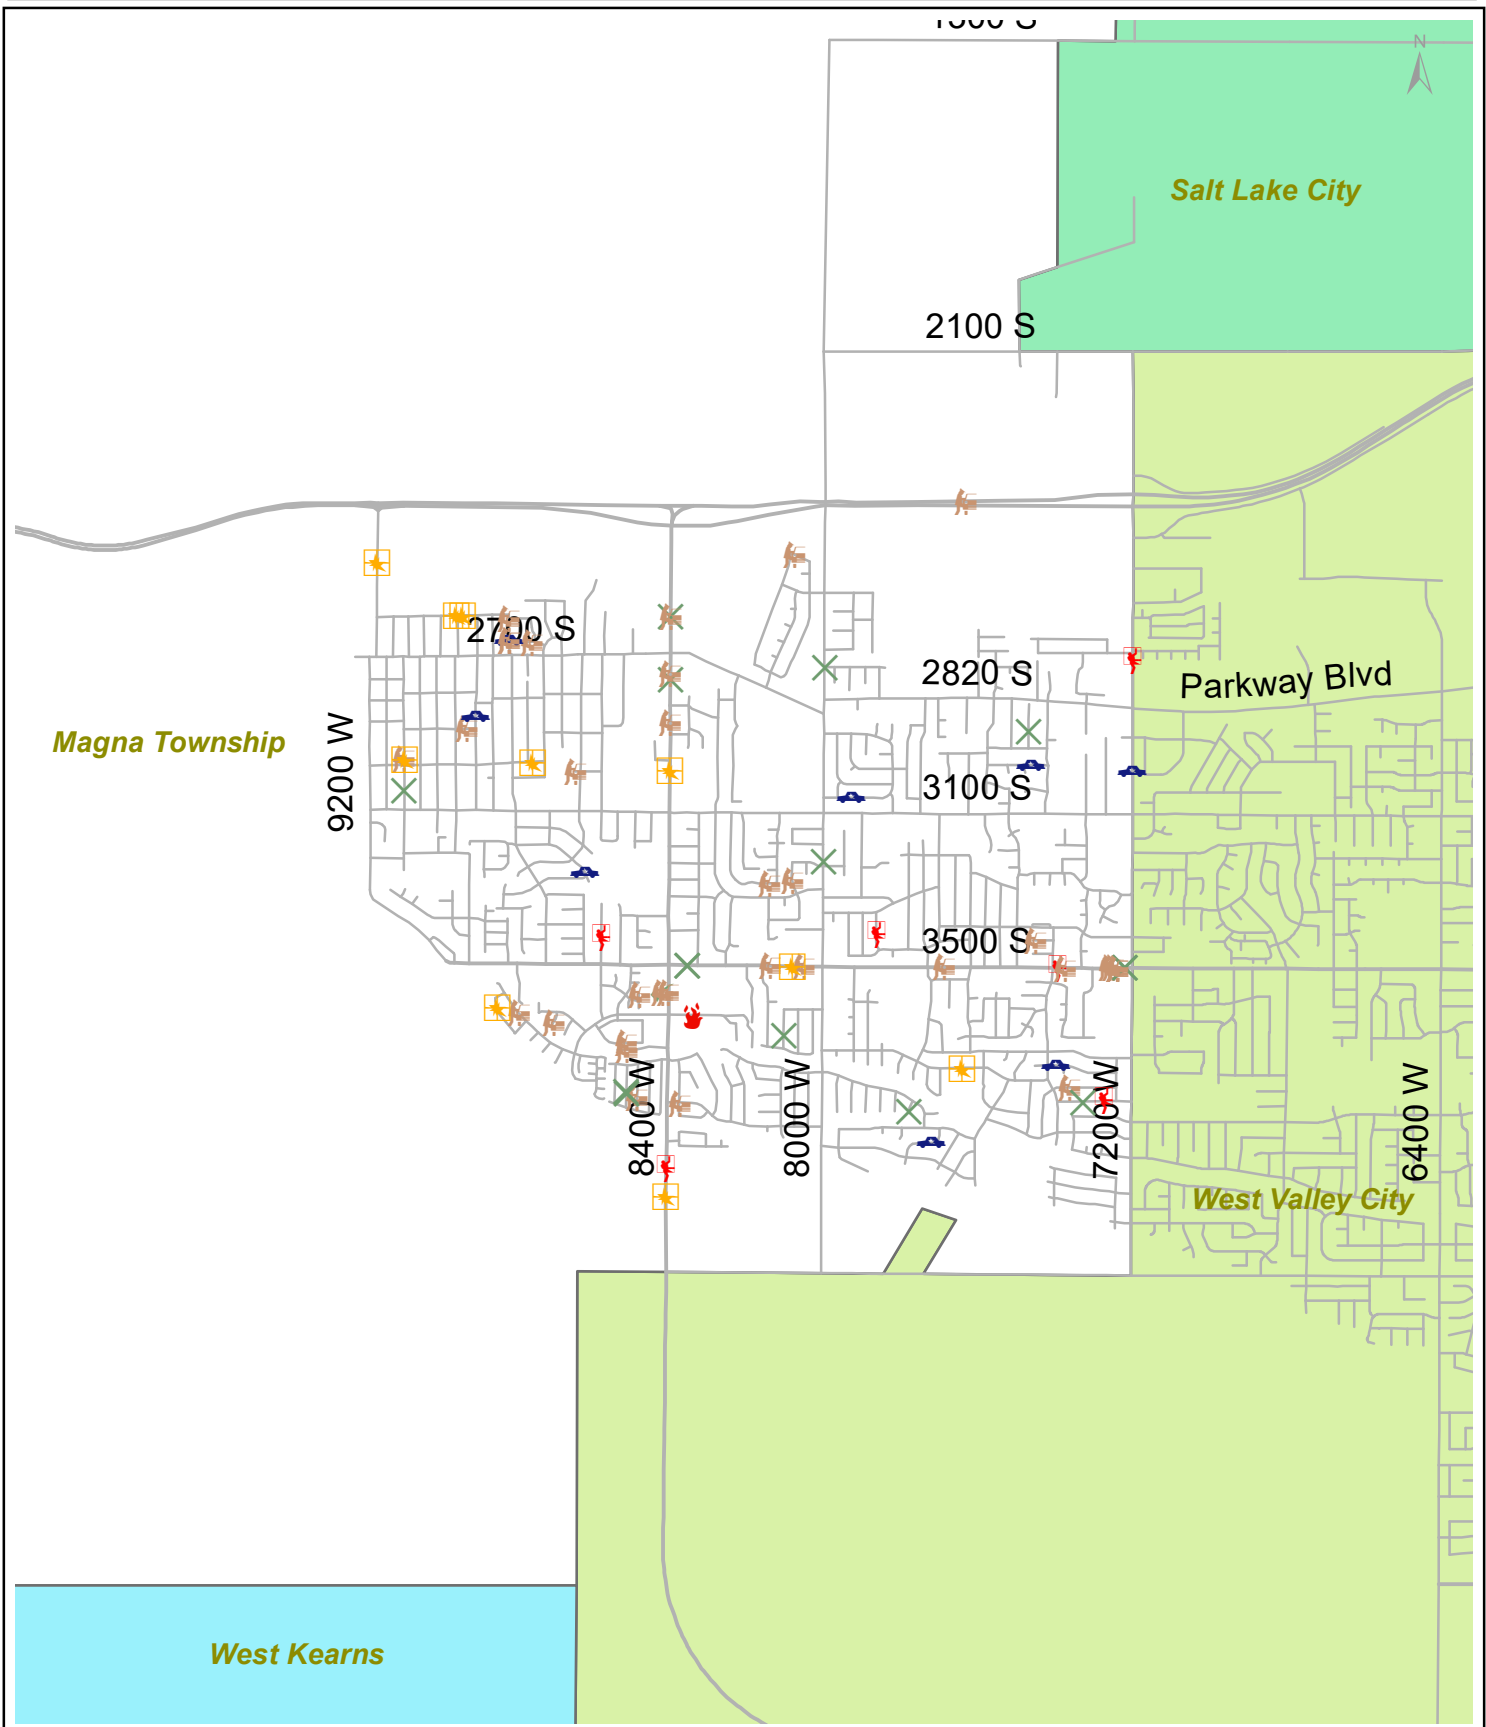 N
Salt Lake City
2100 S
2700 S
2820 S
Parkway Blvd
Magna Township
9200 W
3100 S
3500 S
8400 W
8000 W
7200 W
6400 W
West Valley City
West Kearns